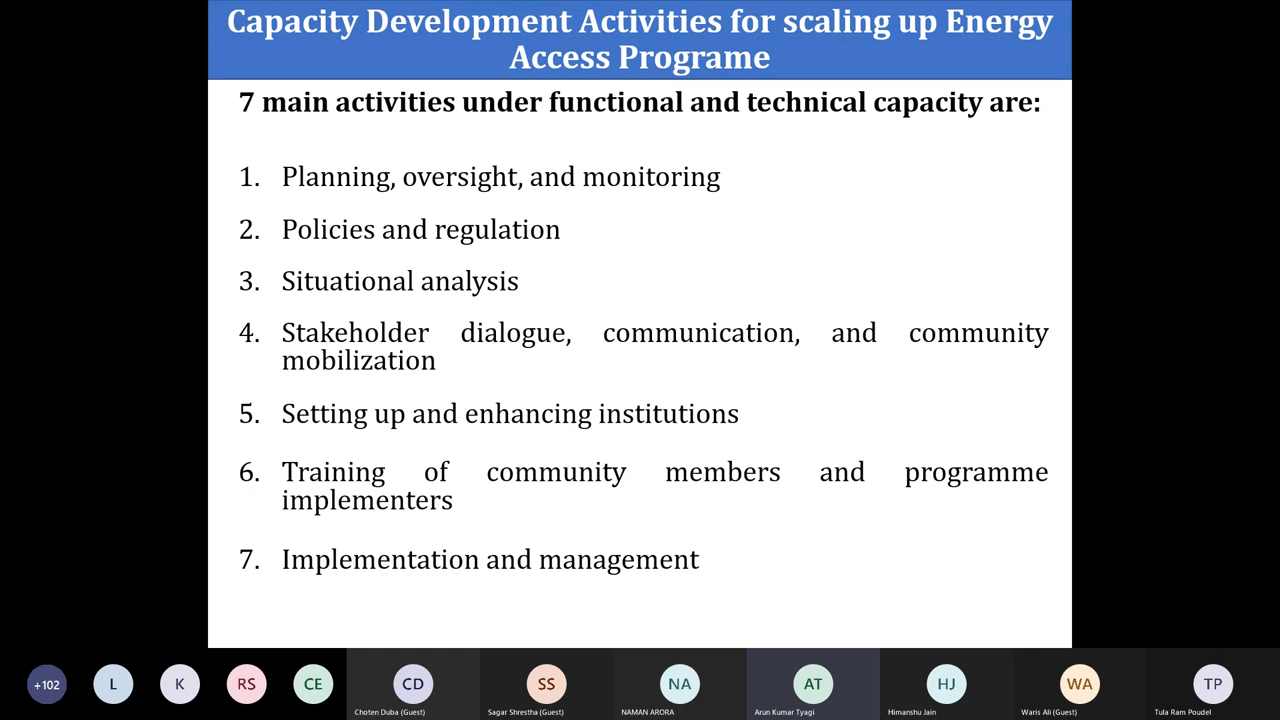 Capacity Development Activities for scaling up Energy
Access Programe
7 main activities under functional and technical capacity are:
1. Planning, oversight, and monitoring
2. Policies and regulation
3. Situational analysis
4. Stakeholder dialogue, communication, and community
mobilization
5. Setting up and enhancing institutions
6. Training of community members and programme
implementers
7. Implementation and management
+102 L K RS CE CD SS NA AT HJ WA TP
Choten Duba (Guest) Sagar Shrestha (Guest) NAMAN ARORA Arun Kumar Tyagi Himanshu Jain Waris Ali (Guest) Tula Ram Poudel